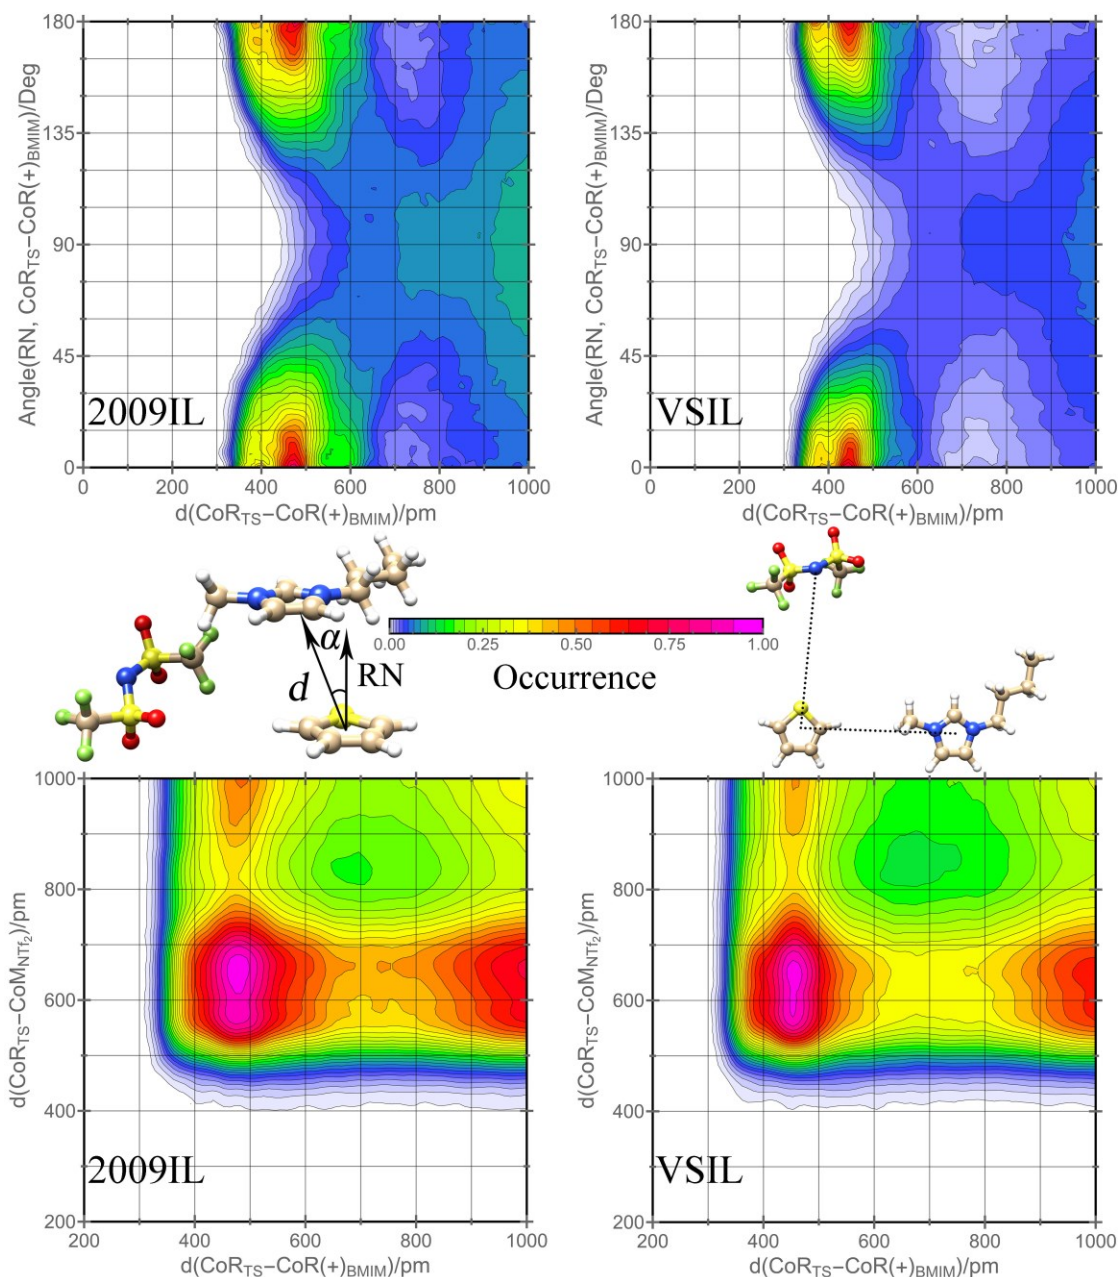 Angle(RN, CoR_TS–CoR(+)_BMIM)/Deg
180
135
90
45
0
2009IL
0 200 400 600 800 1000
d(CoR_TS–CoR(+)_BMIM)/pm
Angle(RN, CoR_TS–CoR(+)_BMIM)/Deg
180
135
90
45
0
VSIL
0 200 400 600 800 1000
d(CoR_TS–CoR(+)_BMIM)/pm
α
d
RN
0.00 0.25 0.50 0.75 1.00
Occurrence
d(CoR_TS–CoM_NTf₂)/pm
1000
800
600
400
200
2009IL
200 400 600 800 1000
d(CoR_TS–CoR(+)_BMIM)/pm
d(CoR_TS–CoM_NTf₂)/pm
1000
800
600
400
200
VSIL
200 400 600 800 1000
d(CoR_TS–CoR(+)_BMIM)/pm